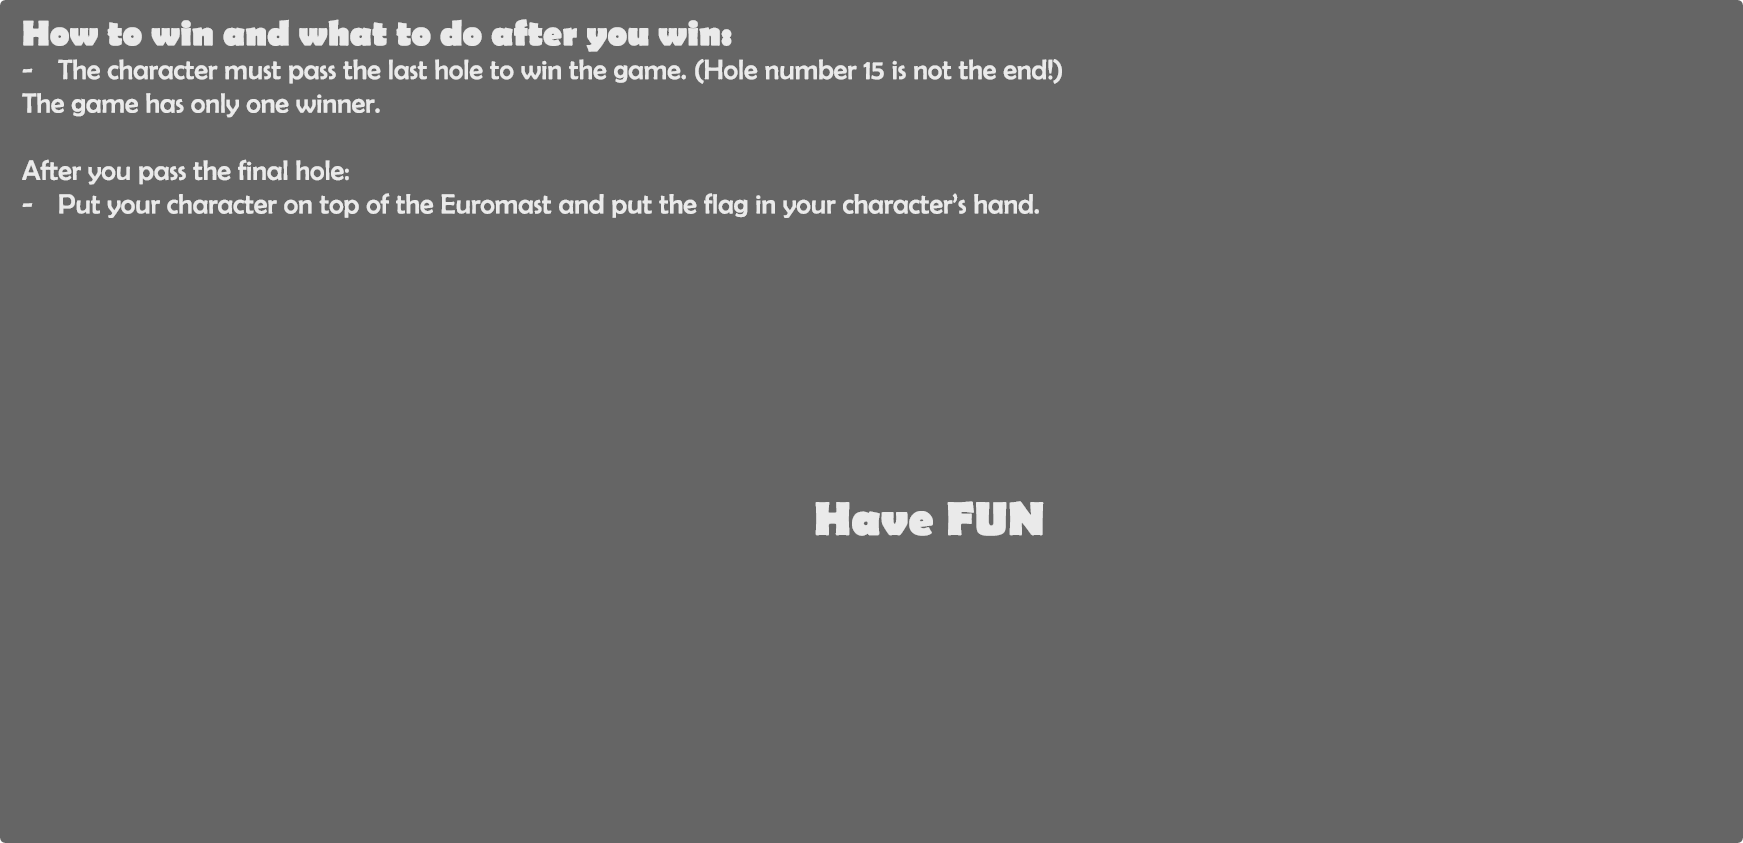 How to win and what to do after you win:
- The character must pass the last hole to win the game. (Hole number 15 is not the end!)
The game has only one winner.
After you pass the final hole:
- Put your character on top of the Euromast and put the flag in your character’s hand.
Have FUN